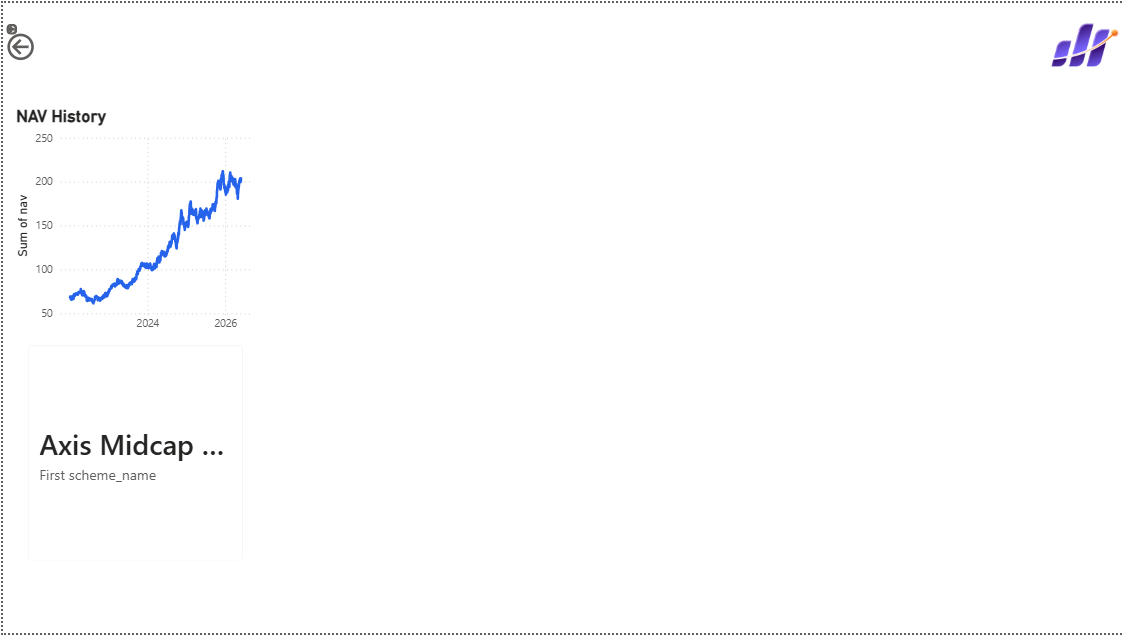 NAV History
250
200
150
100
50
Sum of nav
2024
2026
Axis Midcap ...
First scheme_name